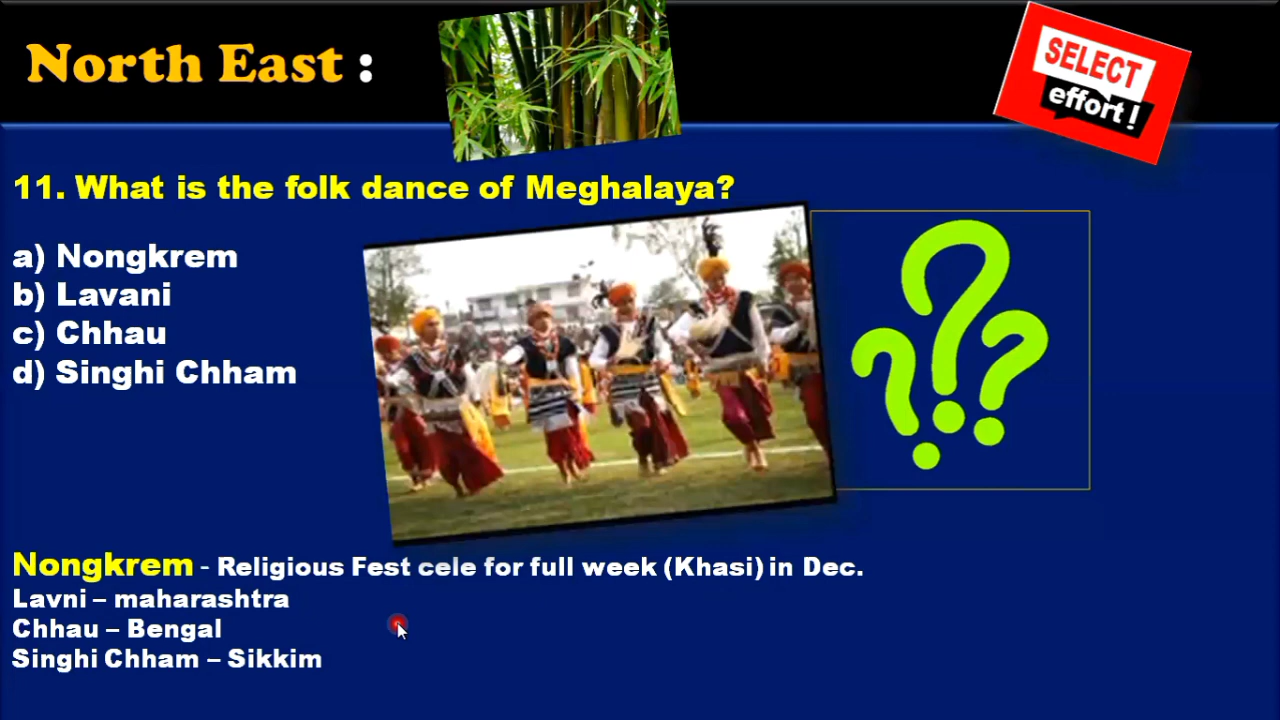 North East :
SELECT
effort !
11. What is the folk dance of Meghalaya?
a) Nongkrem
b) Lavani
c) Chhau
d) Singhi Chham
???
Nongkrem - Religious Fest cele for full week (Khasi) in Dec.
Lavni – maharashtra
Chhau – Bengal
Singhi Chham – Sikkim